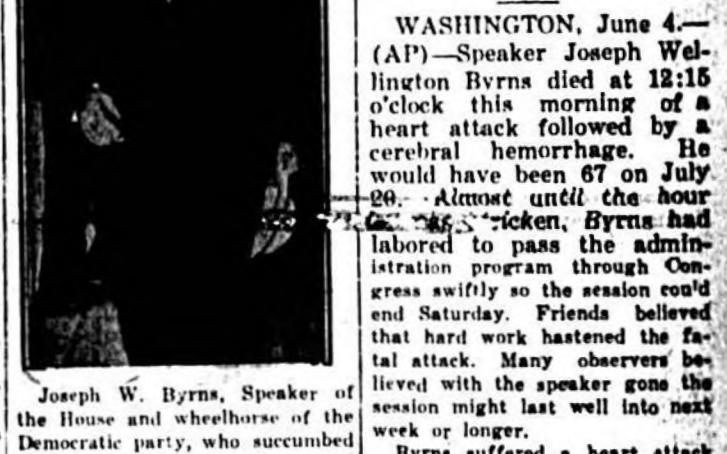 Joseph W. Byrns, Speaker of
the House and wheelhorse of the
Democratic party, who succumbed
WASHINGTON, June 4.—
(AP)—Speaker Joseph Wel-
lington Byrns died at 12:15
o'clock this morning of a
heart attack followed by a
cerebral hemorrhage. He
would have been 67 on July
20. Almost until the hour
Byrns had
labored to pass the admin-
istration program through Con-
gress swiftly so the session could
end Saturday. Friends believed
that hard work hastened the fa-
tal attack. Many observers be-
lieved with the speaker gone the
session might last well into next
week or longer.
Byrns suffered a heart attack